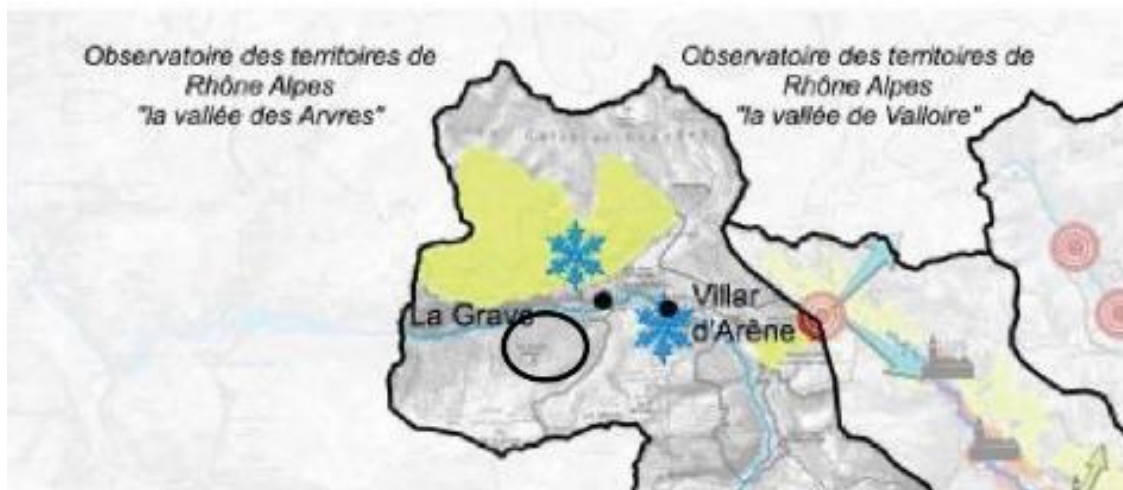 Observatoire des territoires de
Rhône Alpes
"la vallée des Arvres"
Observatoire des territoires de
Rhône Alpes
"la vallée de Valloire"
La Grave
Villar
d'Arène